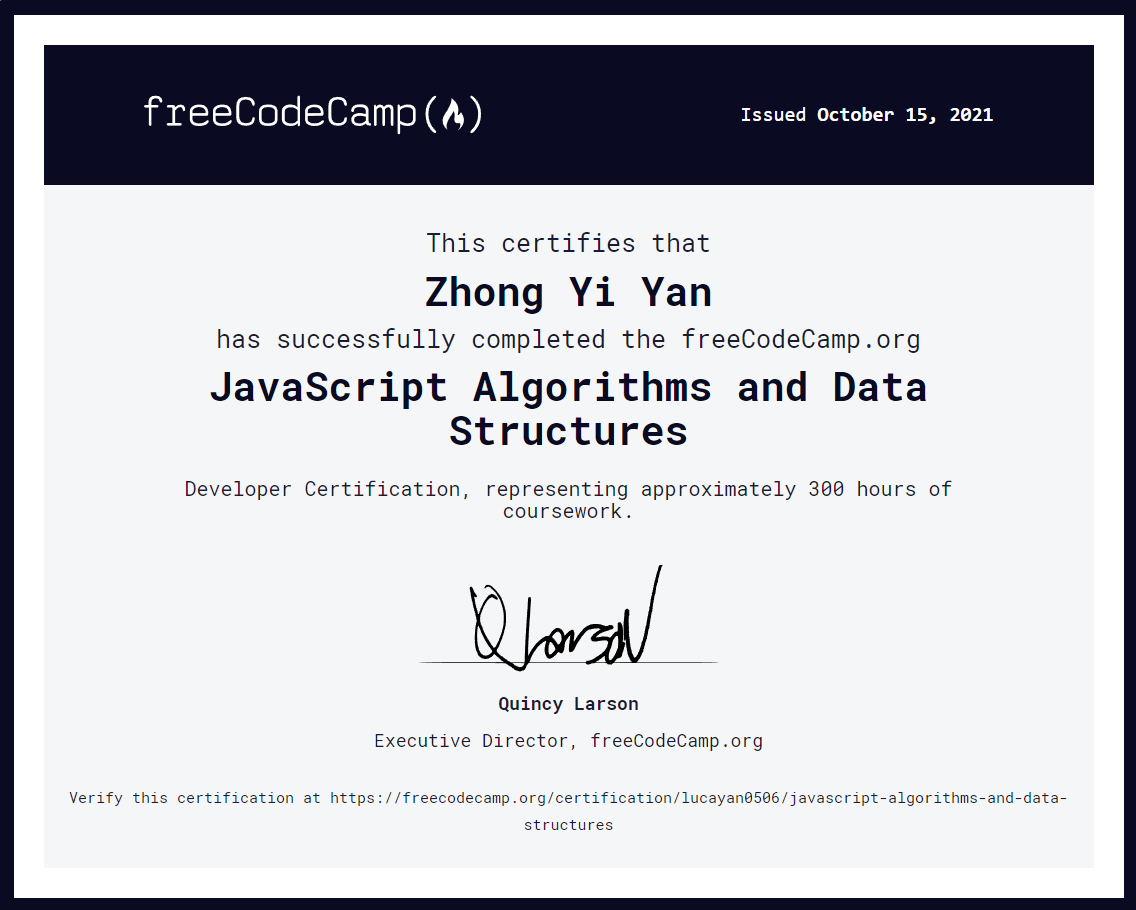 freeCodeCamp(🔥)
Issued October 15, 2021
This certifies that
Zhong Yi Yan
has successfully completed the freeCodeCamp.org
JavaScript Algorithms and Data
Structures
Developer Certification, representing approximately 300 hours of
coursework.
Q Larson
Quincy Larson
Executive Director, freeCodeCamp.org
Verify this certification at https://freecodecamp.org/certification/lucayan0506/javascript-algorithms-and-data-
structures